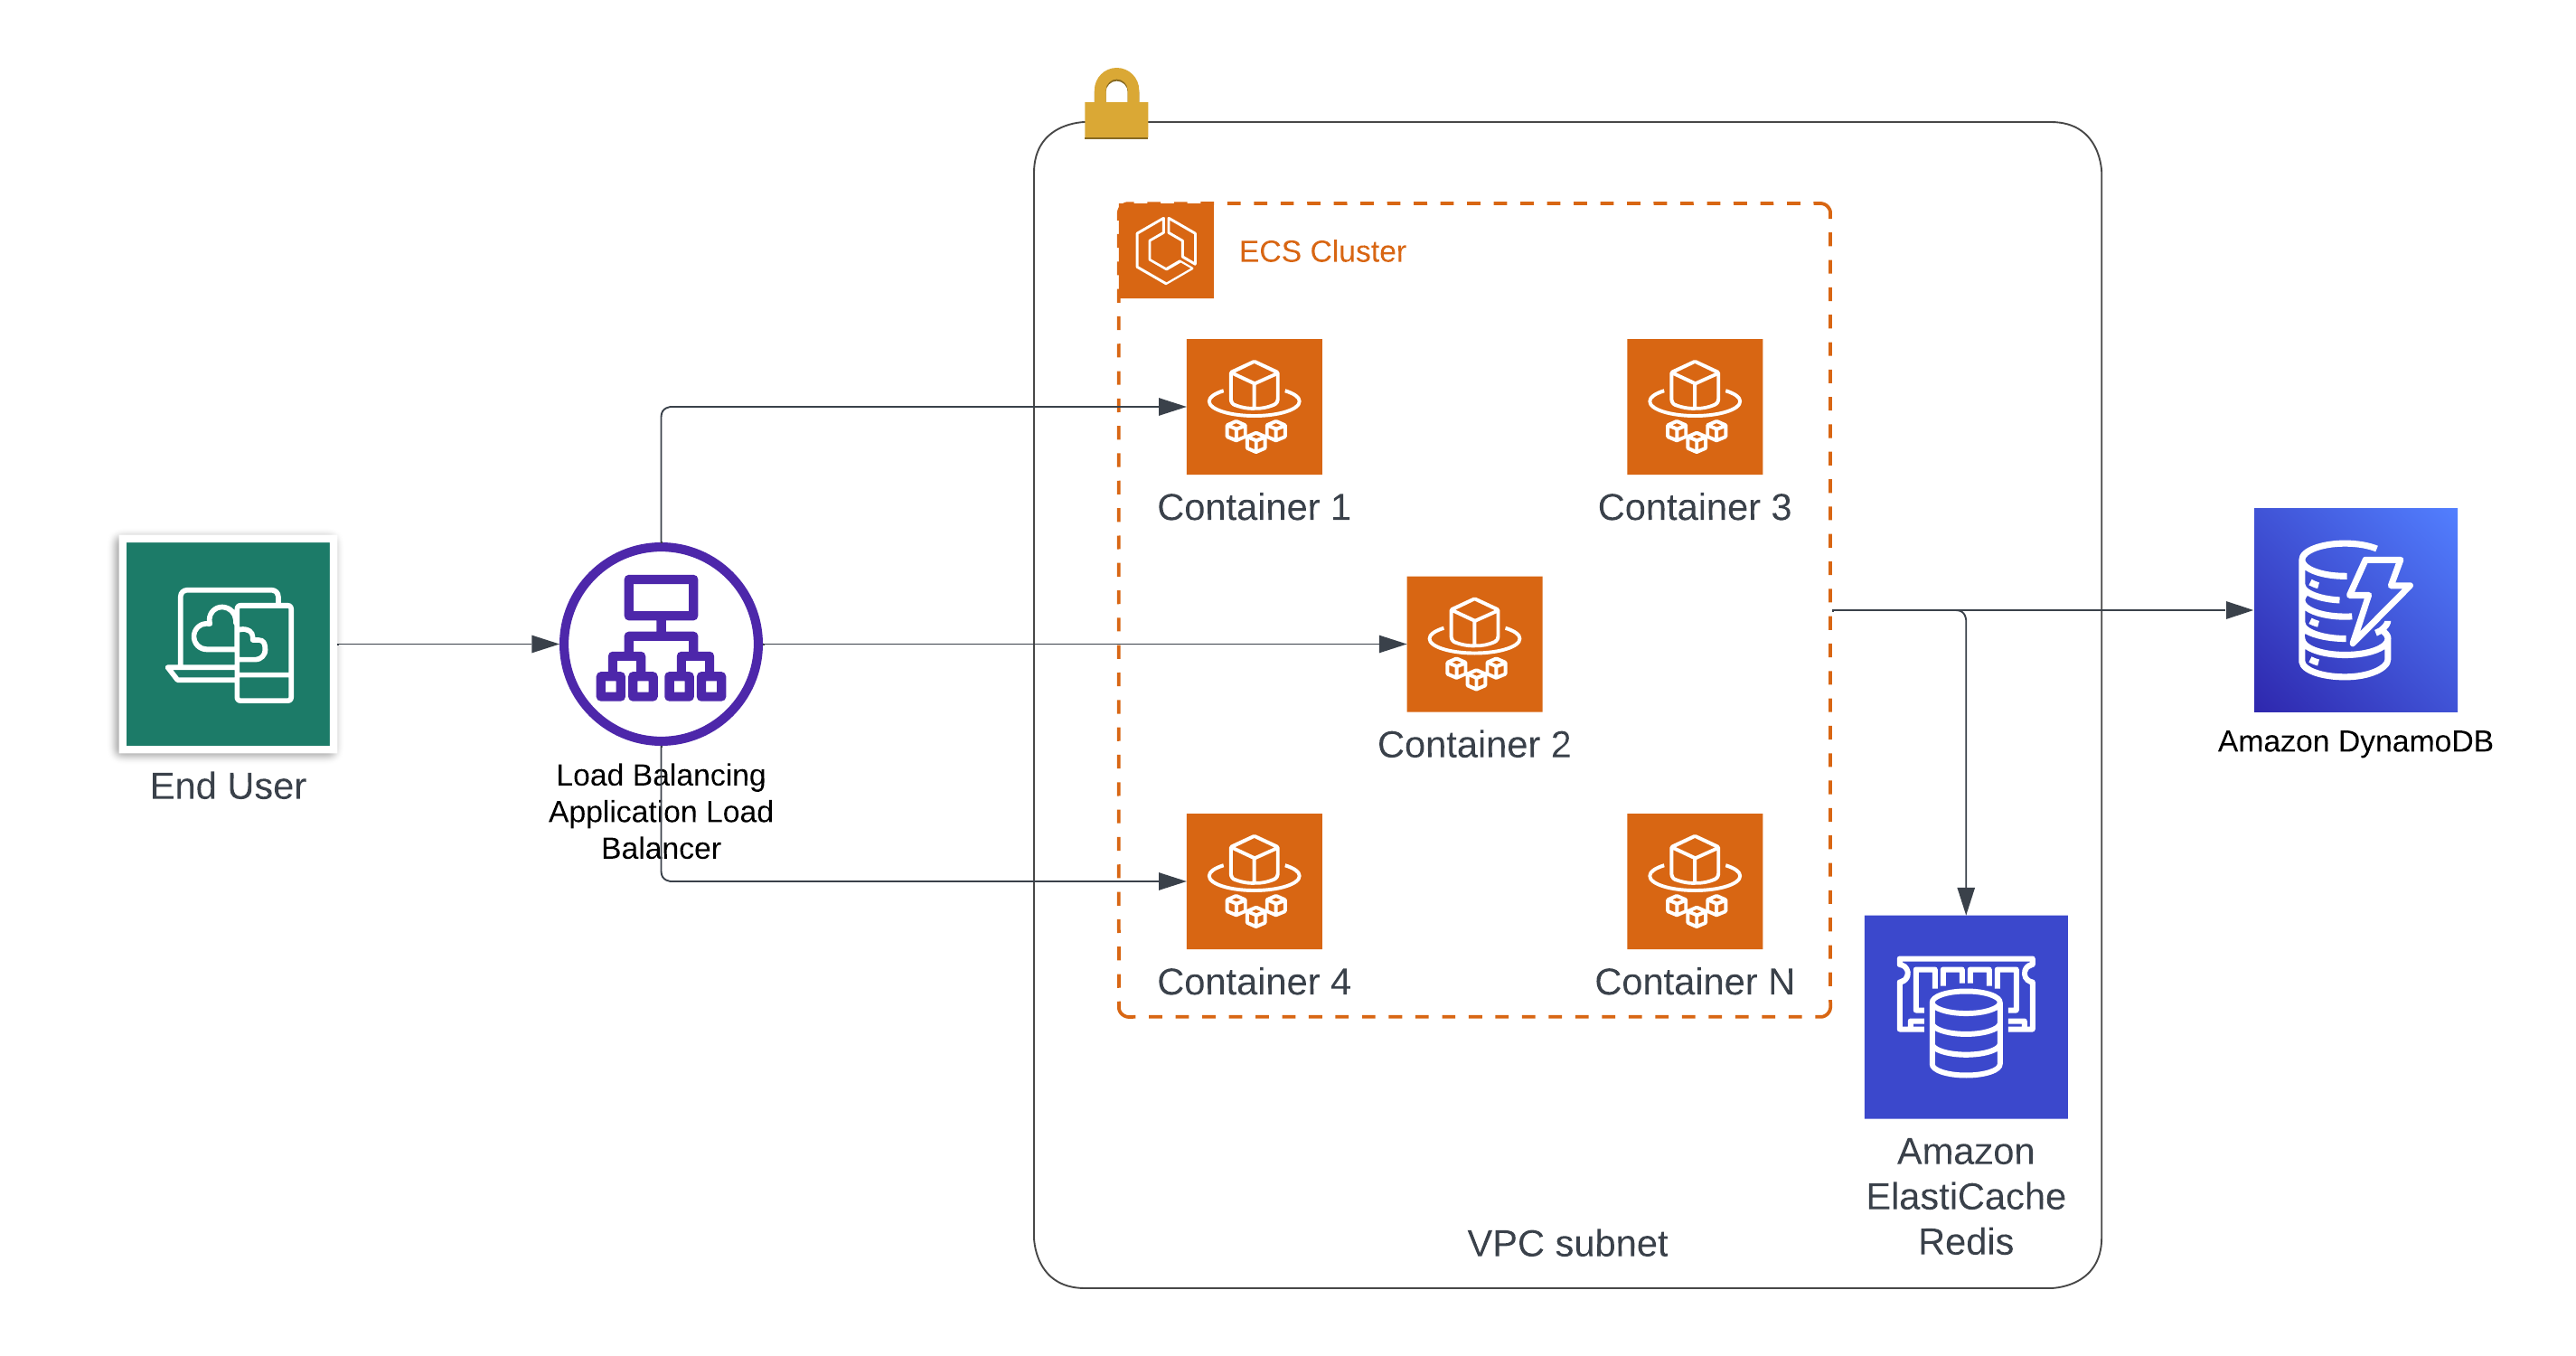 ECS Cluster
Container 1
Container 3
End User
Load Balancing
Application Load
Balancer
Container 2
Amazon DynamoDB
Container 4
Container N
Amazon
ElastiCache
Redis
VPC subnet